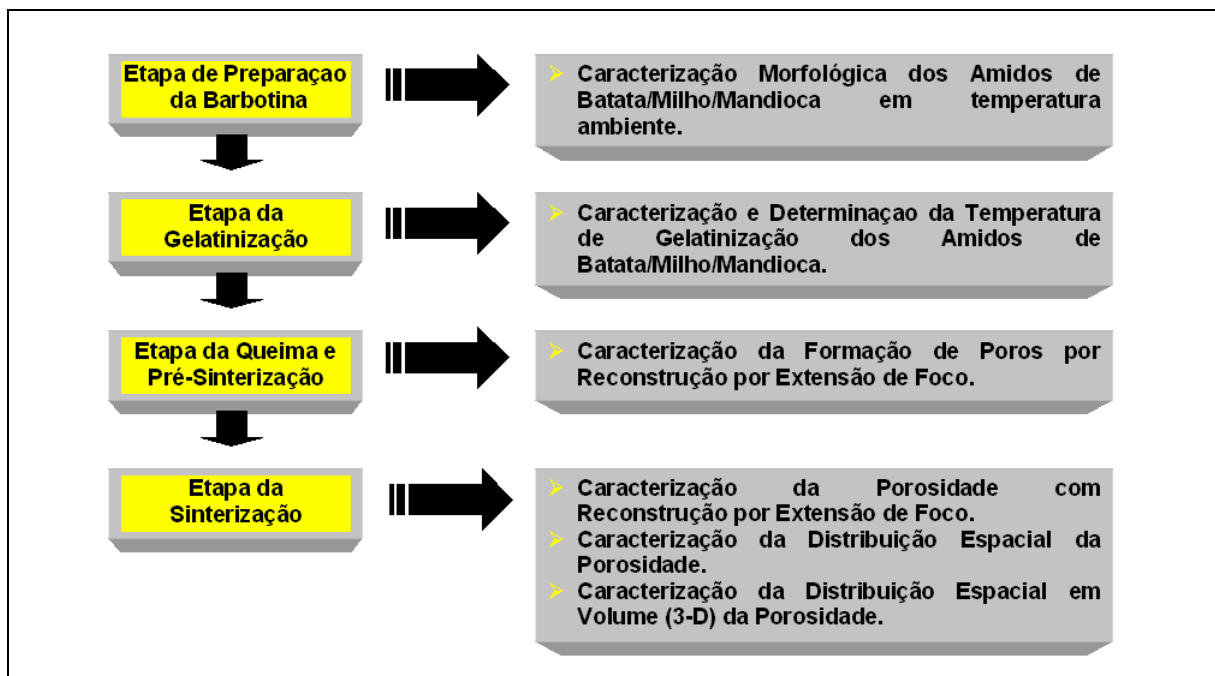 Etapa de Preparaçao
da Barbotina
Caracterização Morfológica dos Amidos de
Batata/Milho/Mandioca em temperatura
ambiente.
Etapa da
Gelatinização
Caracterização e Determinaçao da Temperatura
de Gelatinização dos Amidos de
Batata/Milho/Mandioca.
Etapa da Queima e
Pré-Sinterização
Caracterização da Formação de Poros por
Reconstrução por Extensão de Foco.
Etapa da
Sinterização
Caracterização da Porosidade com
Reconstrução por Extensão de Foco.
Caracterização da Distribuição Espacial da
Porosidade.
Caracterização da Distribuição Espacial em
Volume (3-D) da Porosidade.